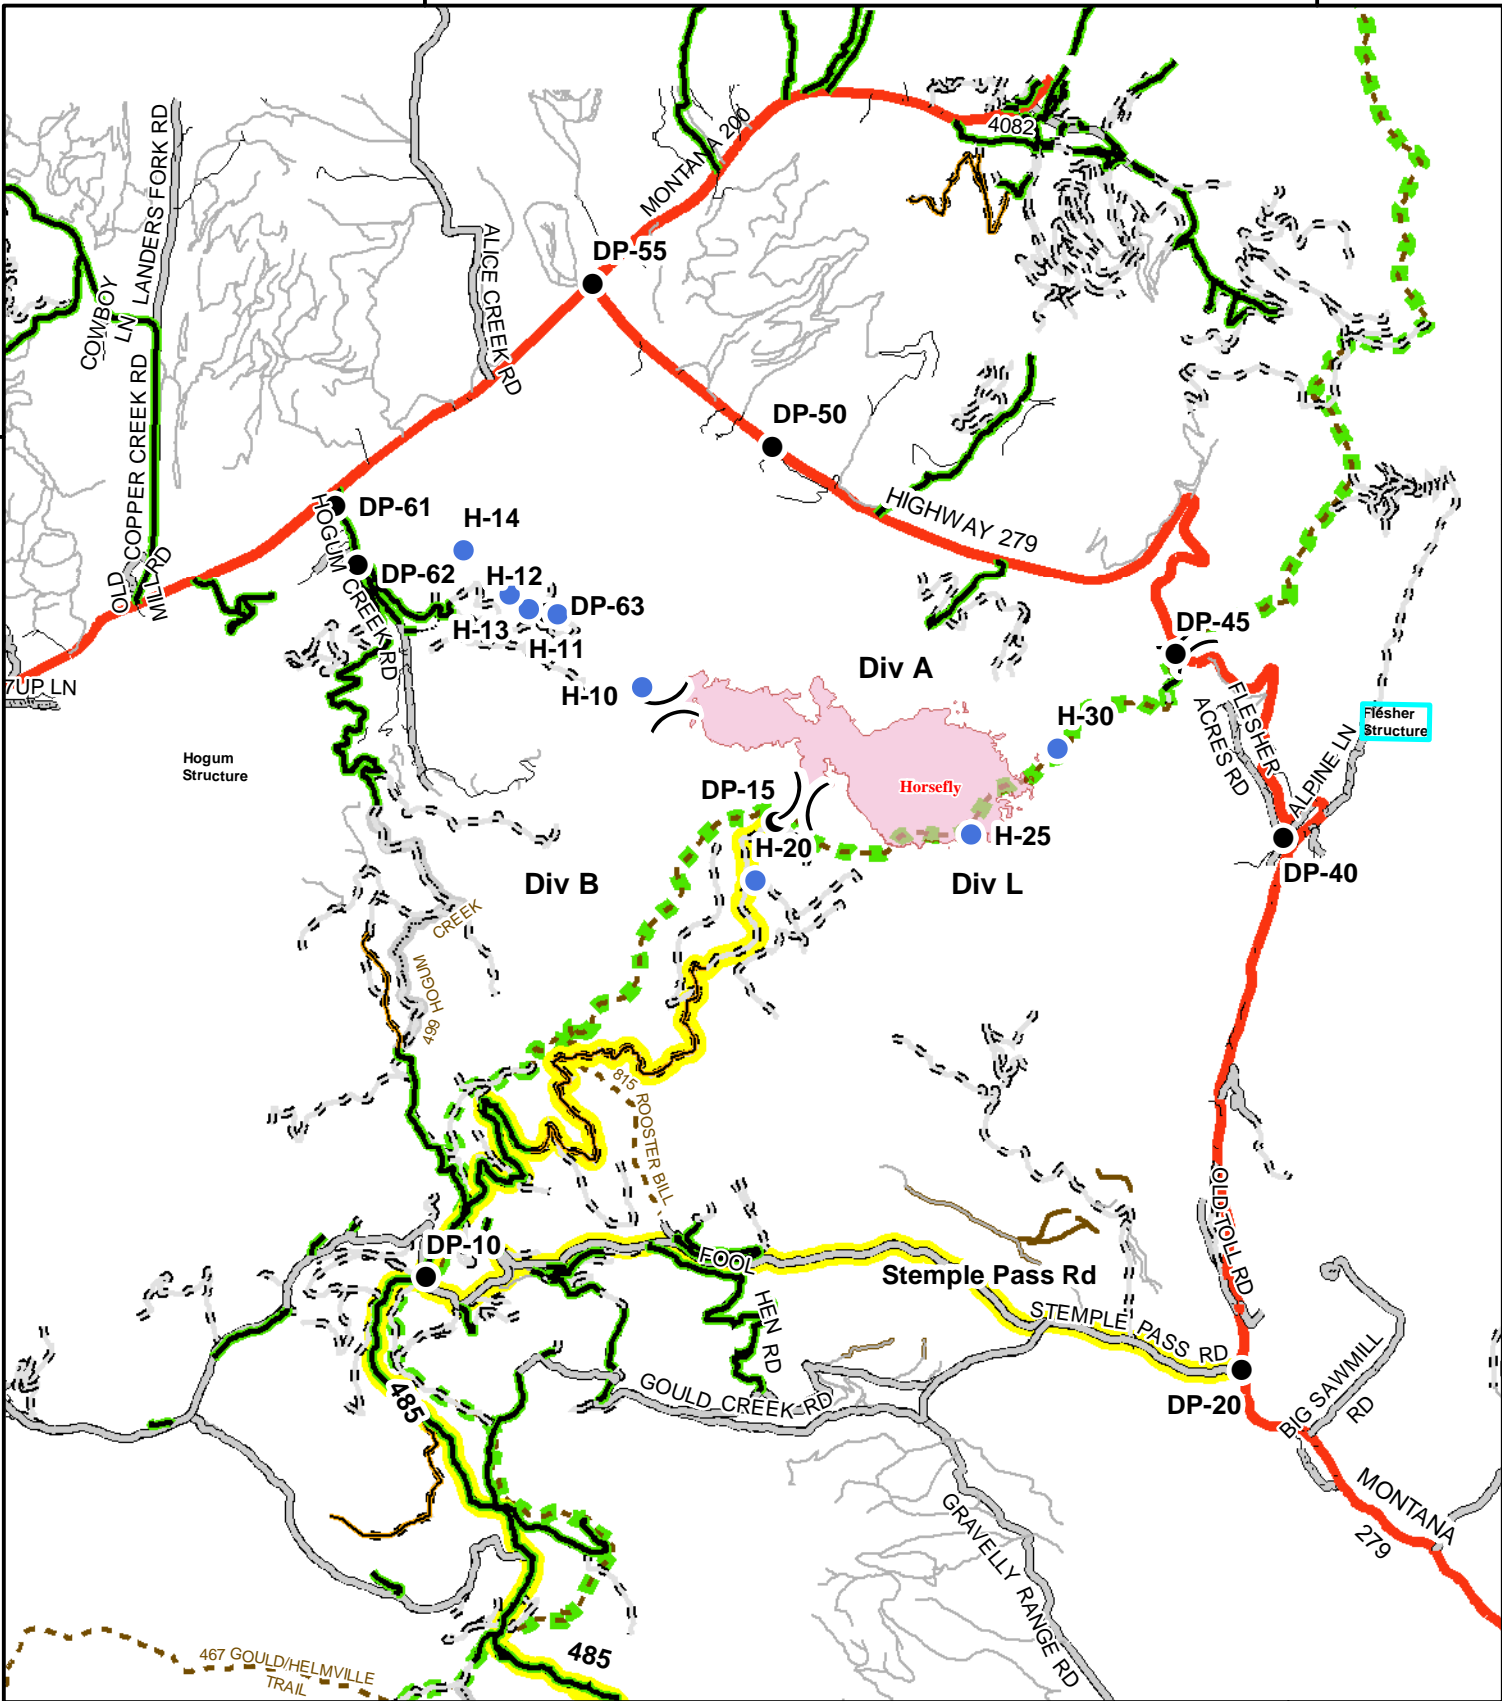 MONTANA 200
4082
LANDERS FORK RD
DP-55
ALICE CREEK RD
COWBOY
LN
OLD COPPER CREEK RD
DP-50
HIGHWAY 279
DP-61
H-14
HOGUM CREEK RD
DP-62
H-12
DP-63
MILL RD
H-13
H-11
DP-45
Div A
7UP LN
H-10
H-30
FLESHER
ACRES RD
Flesher
Structure
ALPINE LN
Hogum
Structure
DP-15
Horsefly
H-20
H-25
DP-40
Div B
Div L
CREEK
499 HOGUM
815 ROOSTER BILL
OLD TOLL RD
DP-10
FOOL
HEN RD
Stemple Pass Rd
STEMPLE PASS RD
DP-20
485
GOULD CREEK RD
BIG SAWMILL
RD
GRAVELLY RANGE RD
MONTANA
279
485
467 GOULD/HELMVILLE
TRAIL